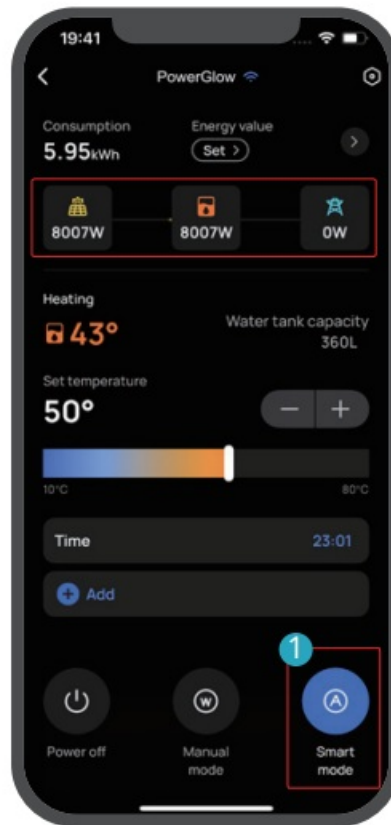 19:41
PowerGlow
Consumption Energy value
5.95kWh Set >
8007W 8007W 0W
Heating
43° Water tank capacity
360L
Set temperature
50° − +
10°C 80°C
Time 23:01
+ Add
1
W A
Power off Manual Smart
mode mode